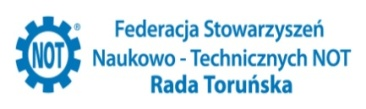 NOT®
Federacja Stowarzyszeń
Naukowo - Technicznych NOT
Rada Toruńska